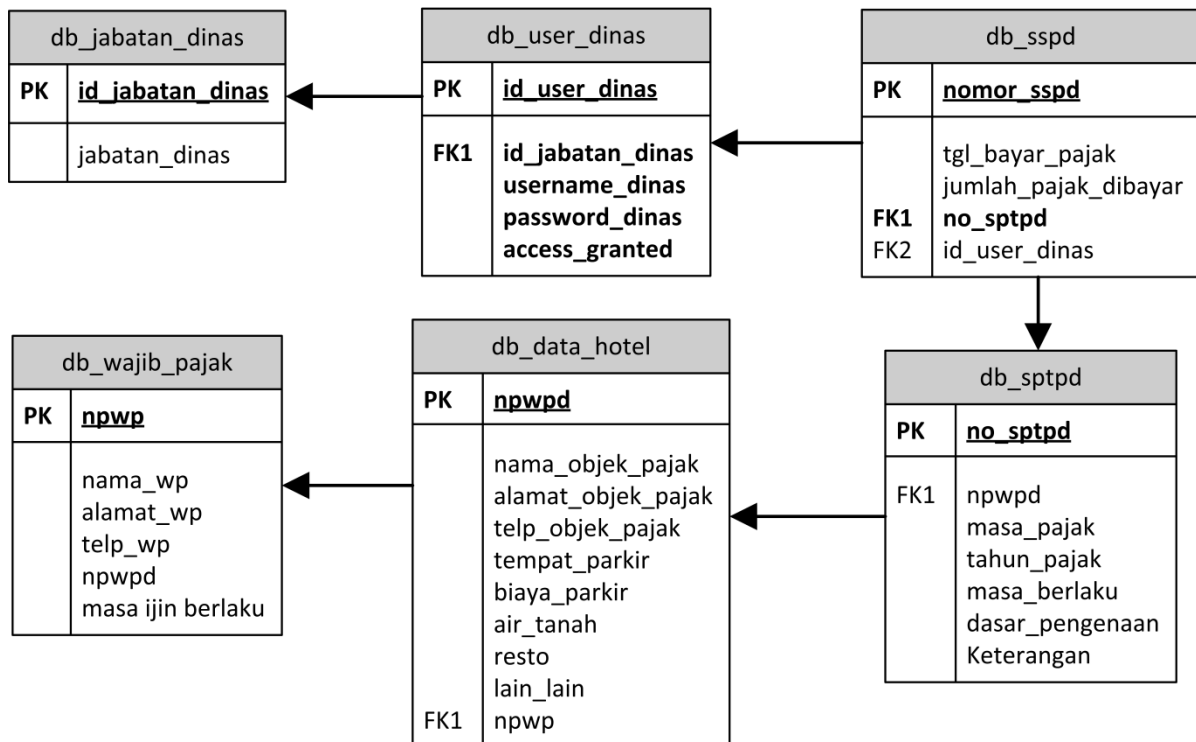 db_jabatan_dinas
PK id_jabatan_dinas
jabatan_dinas
db_user_dinas
PK id_user_dinas
FK1 id_jabatan_dinas
username_dinas
password_dinas
access_granted
db_sspd
PK nomor_sspd
tgl_bayar_pajak
jumlah_pajak_dibayar
FK1 no_sptpd
FK2 id_user_dinas
db_wajib_pajak
PK npwp
nama_wp
alamat_wp
telp_wp
npwpd
masa ijin berlaku
db_data_hotel
PK npwpd
nama_objek_pajak
alamat_objek_pajak
telp_objek_pajak
tempat_parkir
biaya_parkir
air_tanah
resto
lain_lain
FK1 npwp
db_sptpd
PK no_sptpd
FK1 npwpd
masa_pajak
tahun_pajak
masa_berlaku
dasar_pengenaan
Keterangan